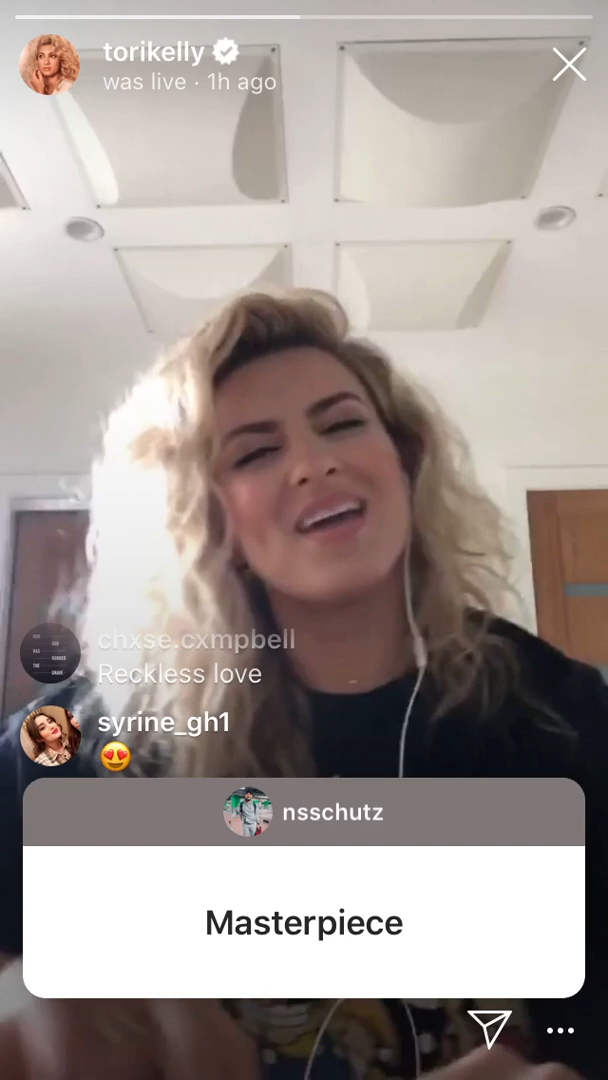 torikelly
was live · 1h ago
chxse.cxmpbell
Reckless love
syrine_gh1
😍
nsschutz
Masterpiece